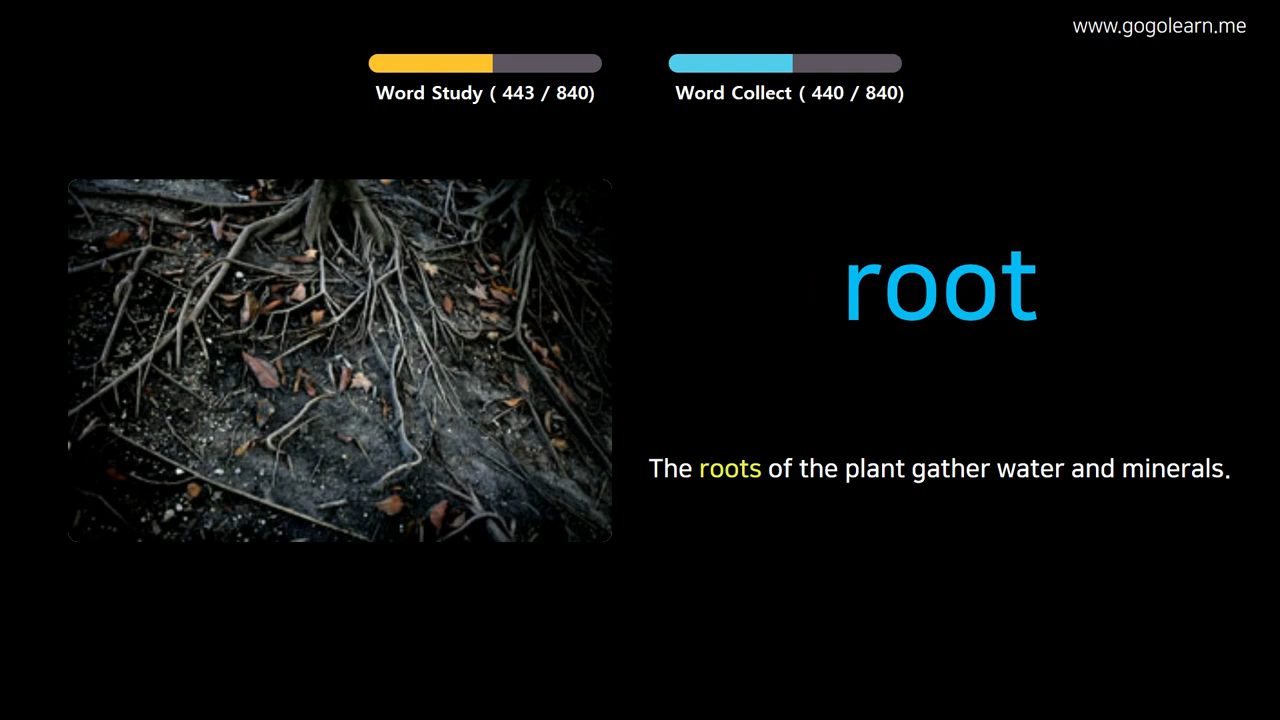 www.gogolearn.me
Word Study ( 443 / 840)
Word Collect ( 440 / 840)
root
The roots of the plant gather water and minerals.